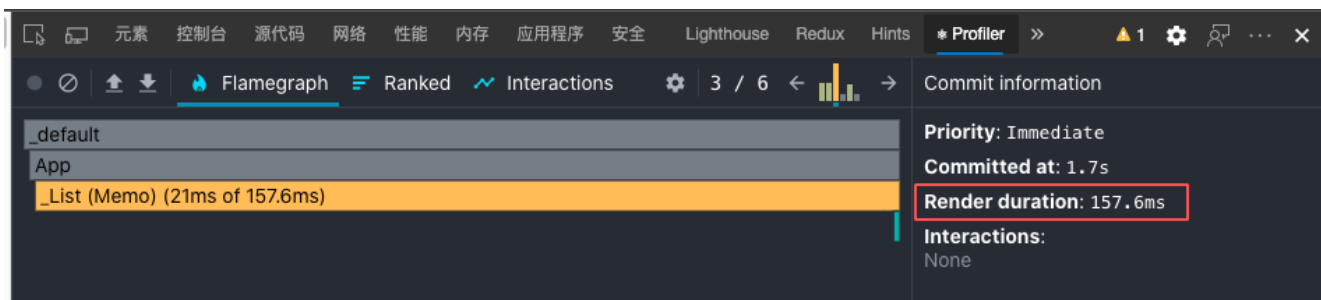 元素 控制台 源代码 网络 性能 内存 应用程序 安全 Lighthouse Redux Hints Profiler » 1
Flamegraph Ranked Interactions 3 / 6 ← →
Commit information
_default
App
_List (Memo) (21ms of 157.6ms)
Priority: Immediate
Committed at: 1.7s
Render duration: 157.6ms
Interactions:
None